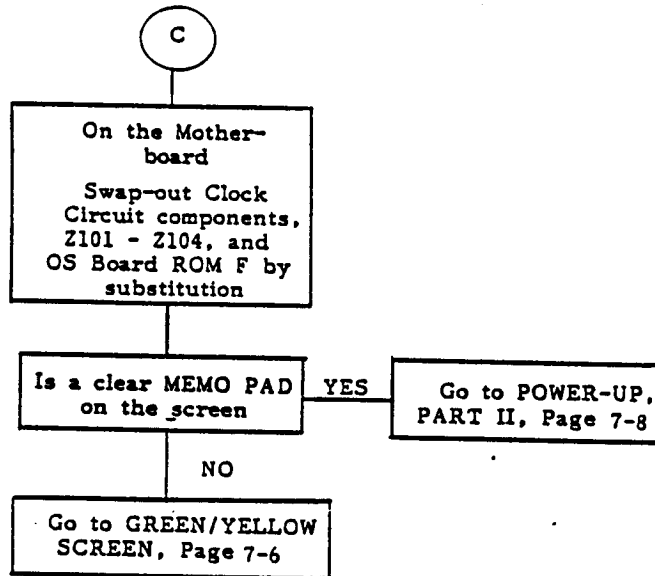 C
On the Mother-
board
Swap-out Clock
Circuit components,
Z101 - Z104, and
OS Board ROM F by
substitution
Is a clear MEMO PAD
on the screen
YES
Go to POWER-UP,
PART II, Page 7-8
NO
Go to GREEN/YELLOW
SCREEN, Page 7-6